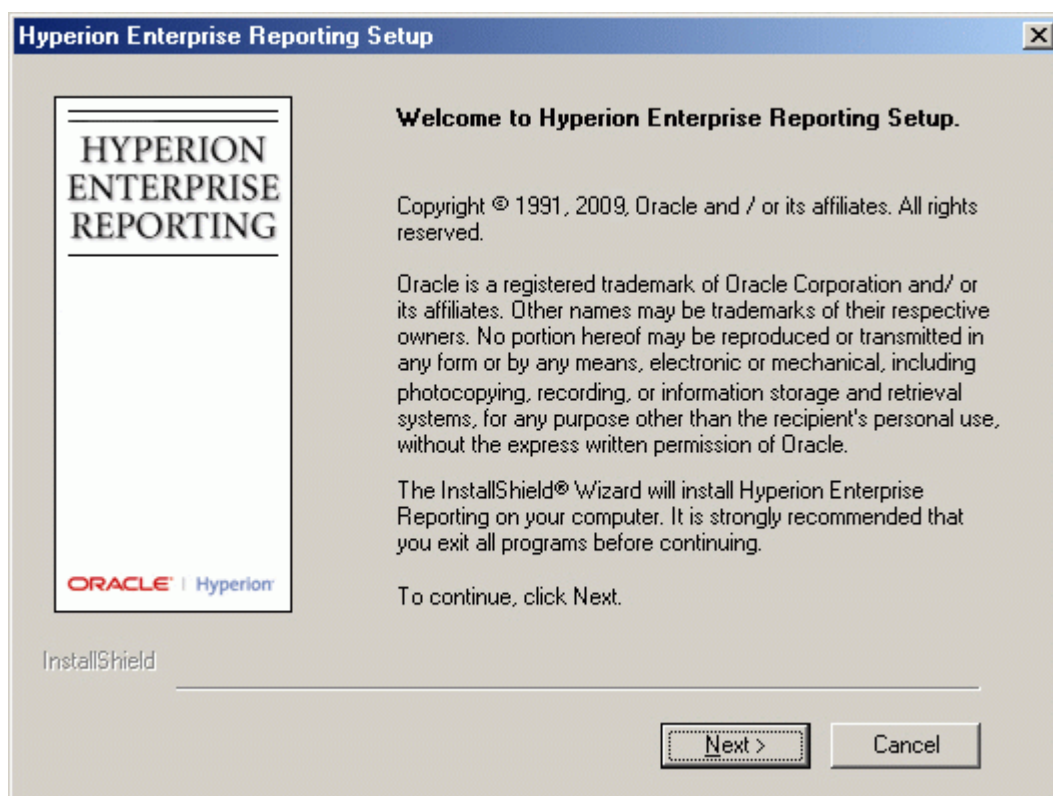 Hyperion Enterprise Reporting Setup
HYPERION
ENTERPRISE
REPORTING
ORACLE® | Hyperion
Welcome to Hyperion Enterprise Reporting Setup.
Copyright © 1991, 2009, Oracle and / or its affiliates. All rights
reserved.
Oracle is a registered trademark of Oracle Corporation and/ or
its affiliates. Other names may be trademarks of their respective
owners. No portion hereof may be reproduced or transmitted in
any form or by any means, electronic or mechanical, including
photocopying, recording, or information storage and retrieval
systems, for any purpose other than the recipient's personal use,
without the express written permission of Oracle.
The InstallShield® Wizard will install Hyperion Enterprise
Reporting on your computer. It is strongly recommended that
you exit all programs before continuing.
To continue, click Next.
InstallShield
Next >
Cancel